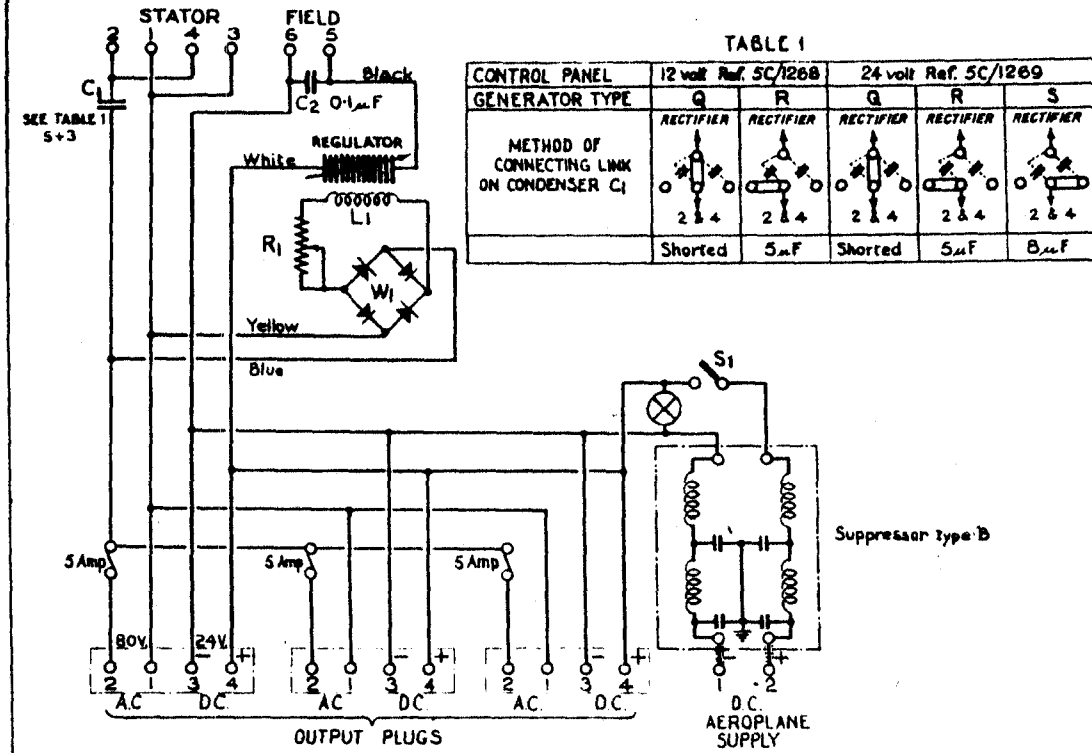 STATOR FIELD
2 1 4 3 6 5
C1
SEE TABLE 1
5+3
C2 0·1μF
Black
REGULATOR
White
L1
R1
W1
Yellow
Blue
TABLE 1
CONTROL PANEL 12 volt Ref. 5C/1268 24 volt Ref. 5C/1269
GENERATOR TYPE Q R Q R S
METHOD OF
CONNECTING LINK
ON CONDENSER C1
RECTIFIER RECTIFIER RECTIFIER RECTIFIER RECTIFIER
2 & 4 2 & 4 2 & 4 2 & 4 2 & 4
Shorted 5μF Shorted 5μF 8μF
S1
Suppressor type B
5 Amp 5 Amp 5 Amp
80V. 24V.
- + - + - + - +
2 1 3 4 2 1 3 4 2 1 3 4 1 2
A.C. D.C. AC D.C. A.C. D.C. D.C.
OUTPUT PLUGS
AEROPLANE
SUPPLY